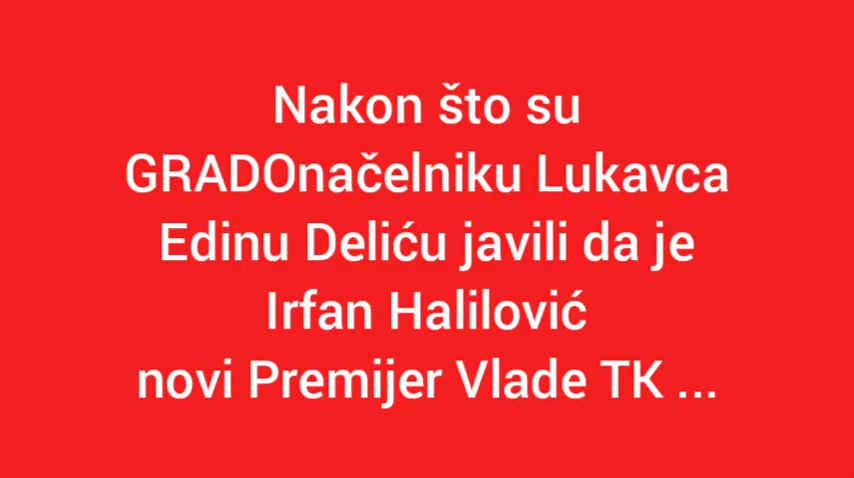 Nakon što su
GRADOnačelniku Lukavca
Edinu Deliću javili da je
Irfan Halilović
novi Premijer Vlade TK ...